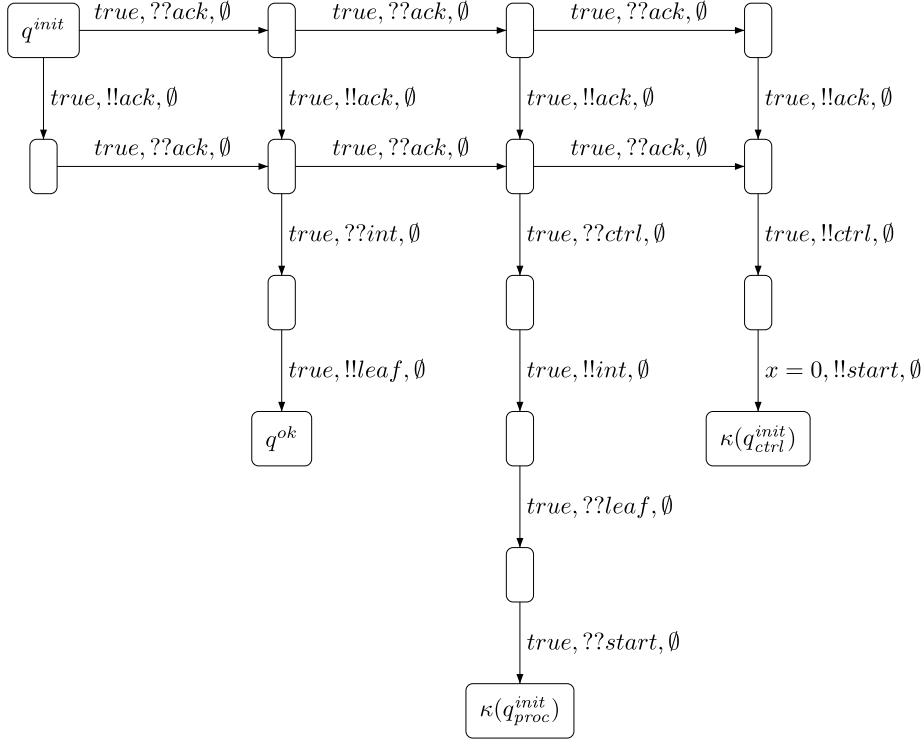 true, ??ack, ∅ true, ??ack, ∅ true, ??ack, ∅
q^{init}
true, !!ack, ∅ true, !!ack, ∅ true, !!ack, ∅ true, !!ack, ∅
true, ??ack, ∅ true, ??ack, ∅ true, ??ack, ∅
true, ??int, ∅ true, ??ctrl, ∅ true, !!ctrl, ∅
true, !!leaf, ∅ true, !!int, ∅ x = 0, !!start, ∅
q^{ok} κ(q_{ctrl}^{init})
true, ??leaf, ∅
true, ??start, ∅
κ(q_{proc}^{init})